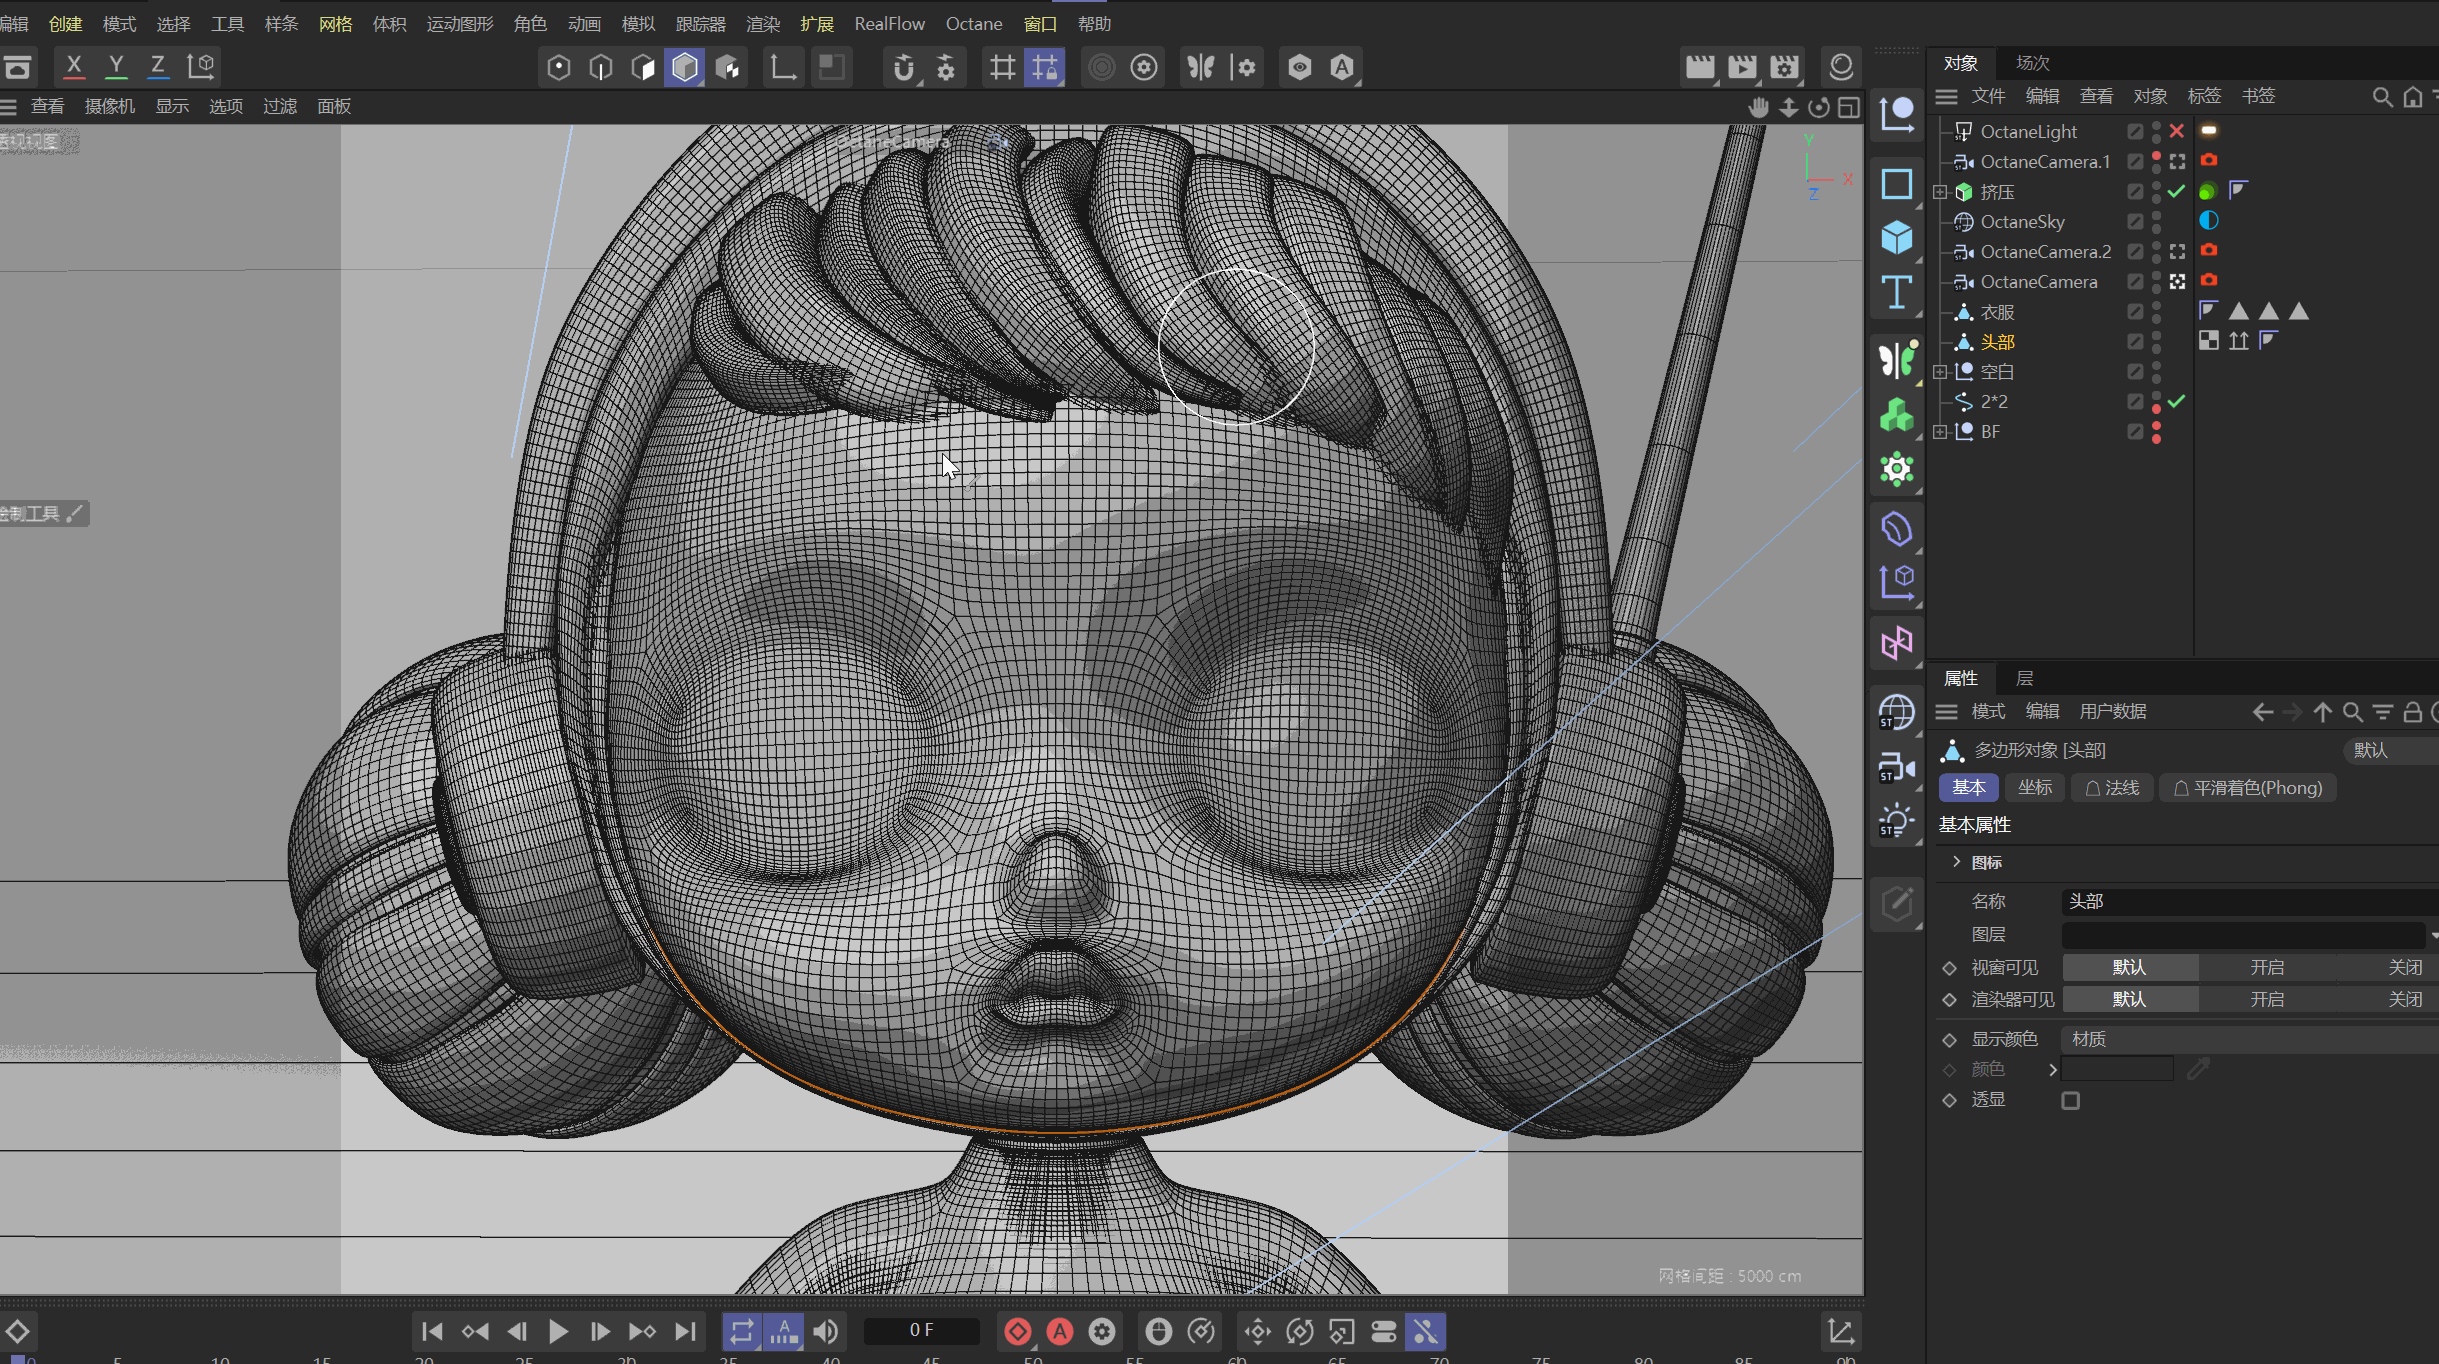 编辑 创建 模式 选择 工具 样条 网格 体积 运动图形 角色 动画 模拟 跟踪器 渲染 扩展 RealFlow Octane 窗口 帮助
X Y Z
A
查看 摄像机 显示 选项 过滤 面板
透视视图
OctaneCamera
Y
X
Z
绘制工具
网格间距 : 5000 cm
对象 场次
文件 编辑 查看 对象 标签 书签
OctaneLight
OctaneCamera.1
挤压
OctaneSky
OctaneCamera.2
OctaneCamera
衣服
头部
空白
2*2
BF
T
ST
ST
ST
属性 层
模式 编辑 用户数据
多边形对象 [头部] 默认
基本 坐标 法线 平滑着色(Phong)
基本属性
图标
名称 头部
图层
视窗可见 默认 开启 关闭
渲染器可见 默认 开启 关闭
显示颜色 材质
颜色
透显
A 0 F A
0 5 10 15 20 25 30 35 40 45 50 55 60 65 70 75 80 85 90